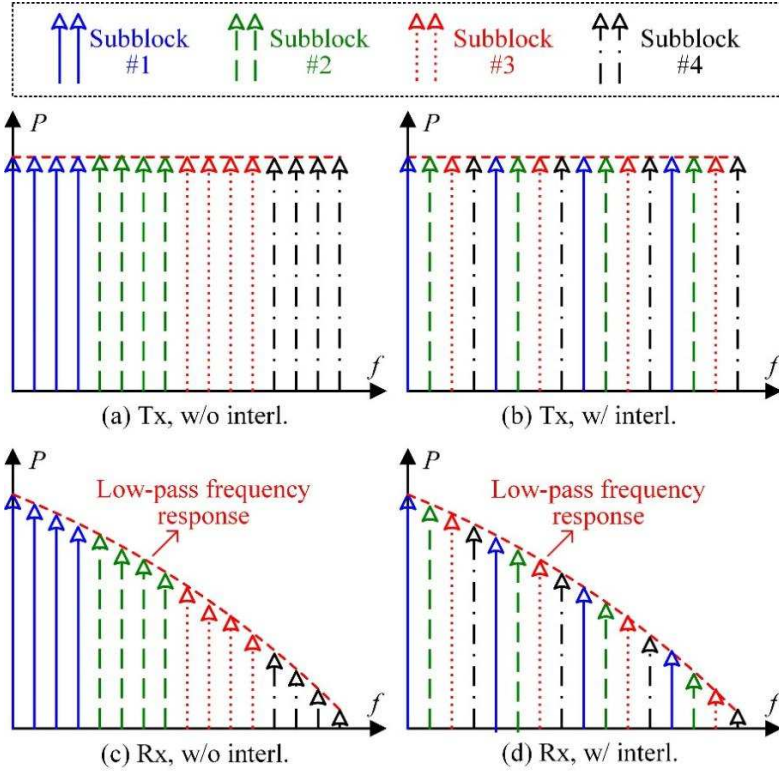 Subblock
#1
Subblock
#2
Subblock
#3
Subblock
#4
P
f
(a) Tx, w/o interl.
P
f
(b) Tx, w/ interl.
P
Low-pass frequency
response
f
(c) Rx, w/o interl.
P
Low-pass frequency
response
f
(d) Rx, w/ interl.